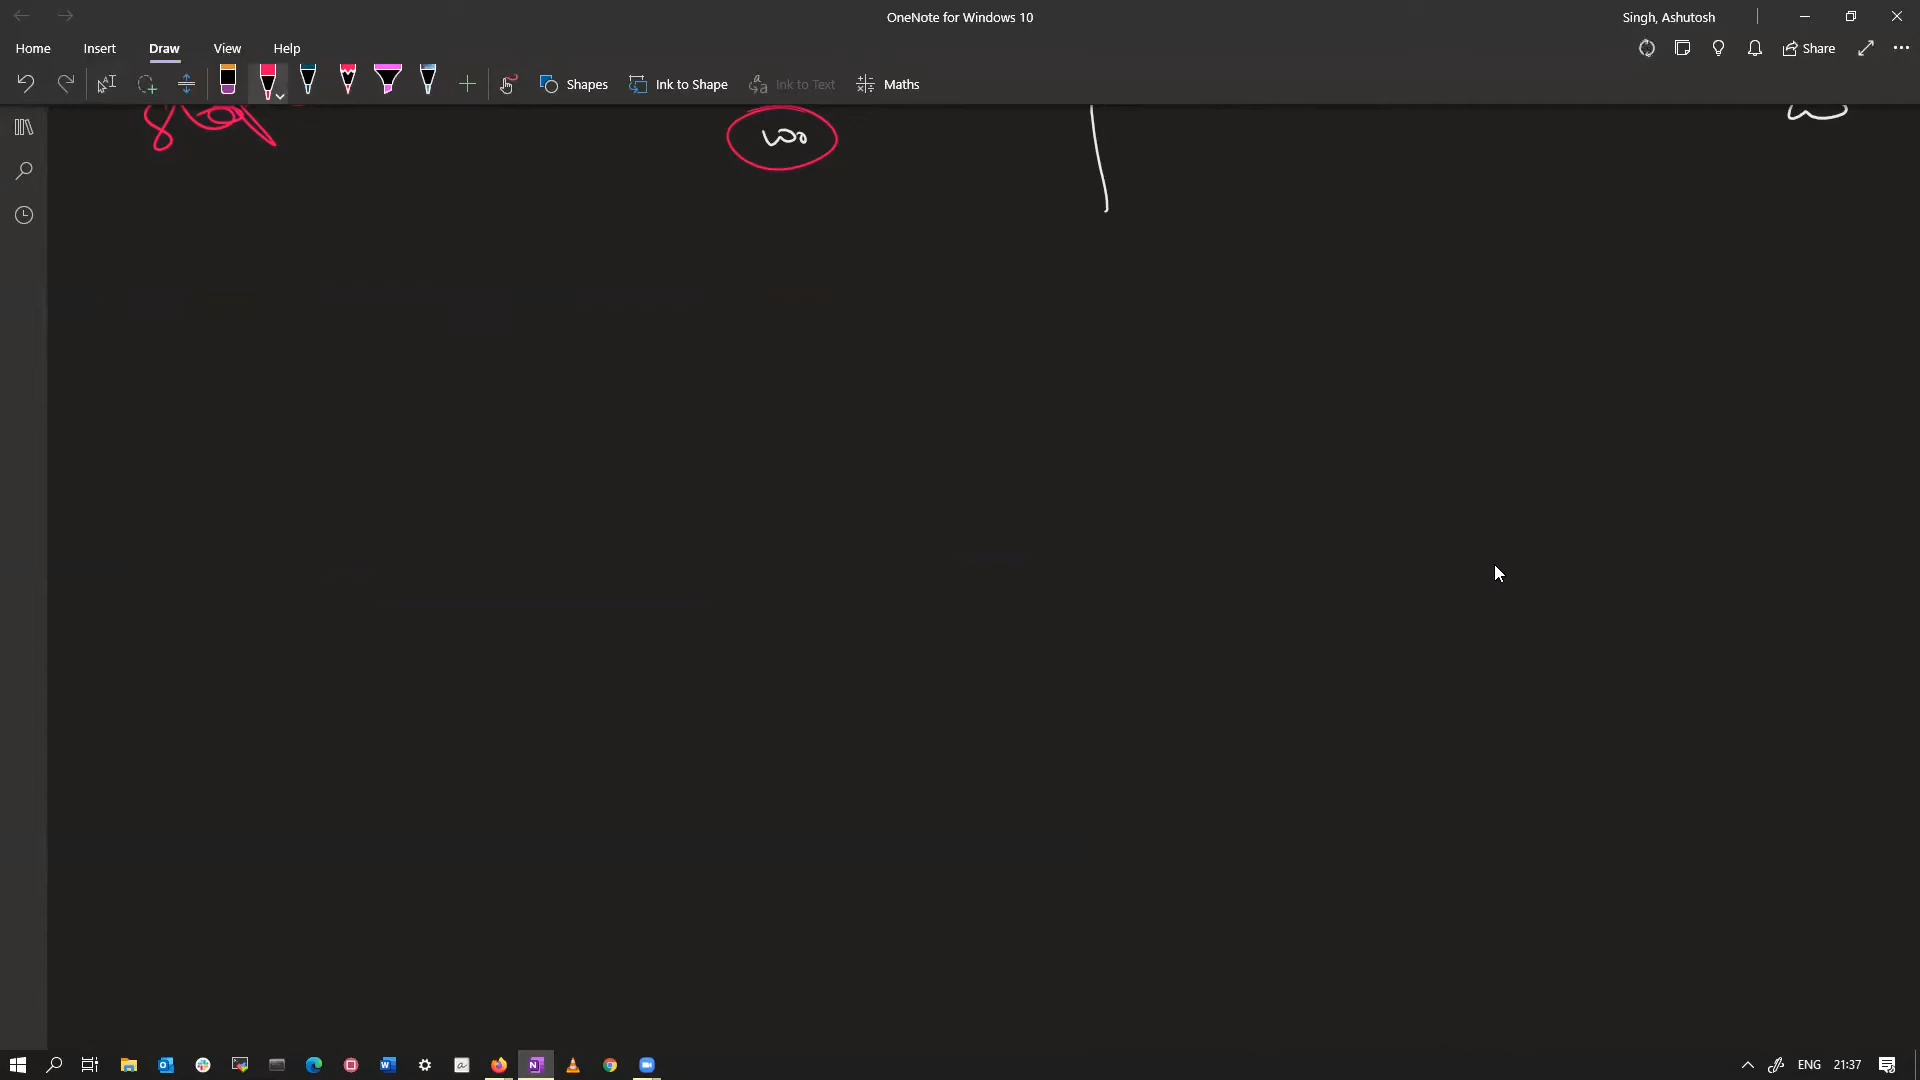 OneNote for Windows 10
Singh, Ashutosh
Home Insert Draw View Help
Share
Shapes Ink to Shape Ink to Text Maths
ENG 21:37